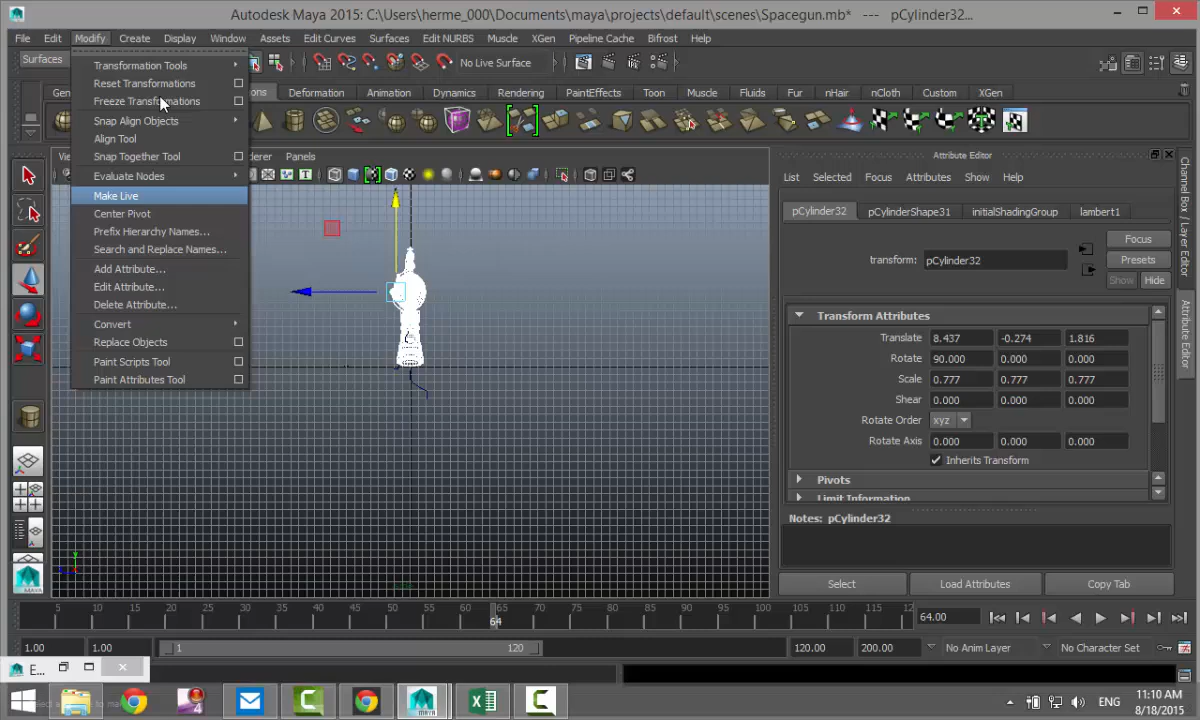 Autodesk Maya 2015: C:\Users\herme_000\Documents\maya\projects\default\scenes\Spacegun.mb* --- pCylinder32...
File Edit Modify Create Display Window Assets Edit Curves Surfaces Edit NURBS Muscle XGen Pipeline Cache Bifrost Help
Surfaces
No Live Surface
Transformation Tools
Reset Transformations
Freeze Transformations
Snap Align Objects
Align Tool
Snap Together Tool
Evaluate Nodes
Make Live
Center Pivot
Prefix Hierarchy Names...
Search and Replace Names...
Add Attribute...
Edit Attribute...
Delete Attribute...
Convert
Replace Objects
Paint Scripts Tool
Paint Attributes Tool
Deformation Animation Dynamics Rendering PaintEffects Toon Muscle Fluids Fur nHair nCloth Custom XGen
Panels
Attribute Editor
List Selected Focus Attributes Show Help
pCylinder32 pCylinderShape31 initialShadingGroup lambert1
transform: pCylinder32
Focus
Presets
Show Hide
Transform Attributes
Translate 8.437 -0.274 1.816
Rotate 90.000 0.000 0.000
Scale 0.777 0.777 0.777
Shear 0.000 0.000 0.000
Rotate Order xyz
Rotate Axis 0.000 0.000 0.000
Inherits Transform
Pivots
Limit Information
Notes: pCylinder32
Select Load Attributes Copy Tab
Channel Box / Layer Editor
Attribute Editor
5 10 15 20 25 30 35 40 45 50 55 60 65 70 75 80 85 90 95 100 105 110
64
64.00
1.00 1.00 1 120 120.00 200.00 No Anim Layer No Character Set
E...
MAYA
ENG
11:10 AM
8/18/2015